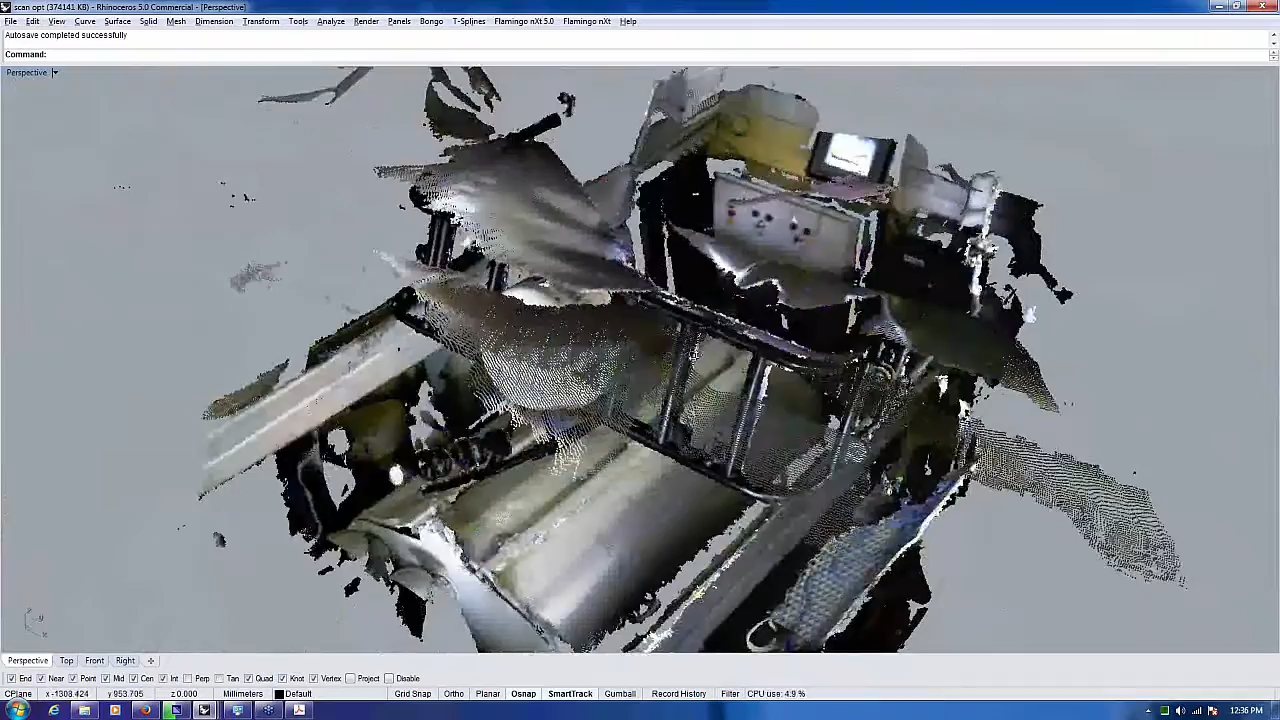 scan opt (374141 KB) - Rhinoceros 5.0 Commercial - [Perspective]
File Edit View Curve Surface Solid Mesh Dimension Transform Tools Analyze Render Panels Bongo T-Splines Flamingo nXt 5.0 Flamingo nXt Help
Autosave completed successfully
Command:
Perspective
z y
x
Perspective Top Front Right
End Near Point Mid Cen Int Perp Tan Quad Knot Vertex Project Disable
CPlane x -1308.424 y 953.705 z 0.000 Millimeters Default Grid Snap Ortho Planar Osnap SmartTrack Gumball Record History Filter CPU use: 4.9 %
12:36 PM